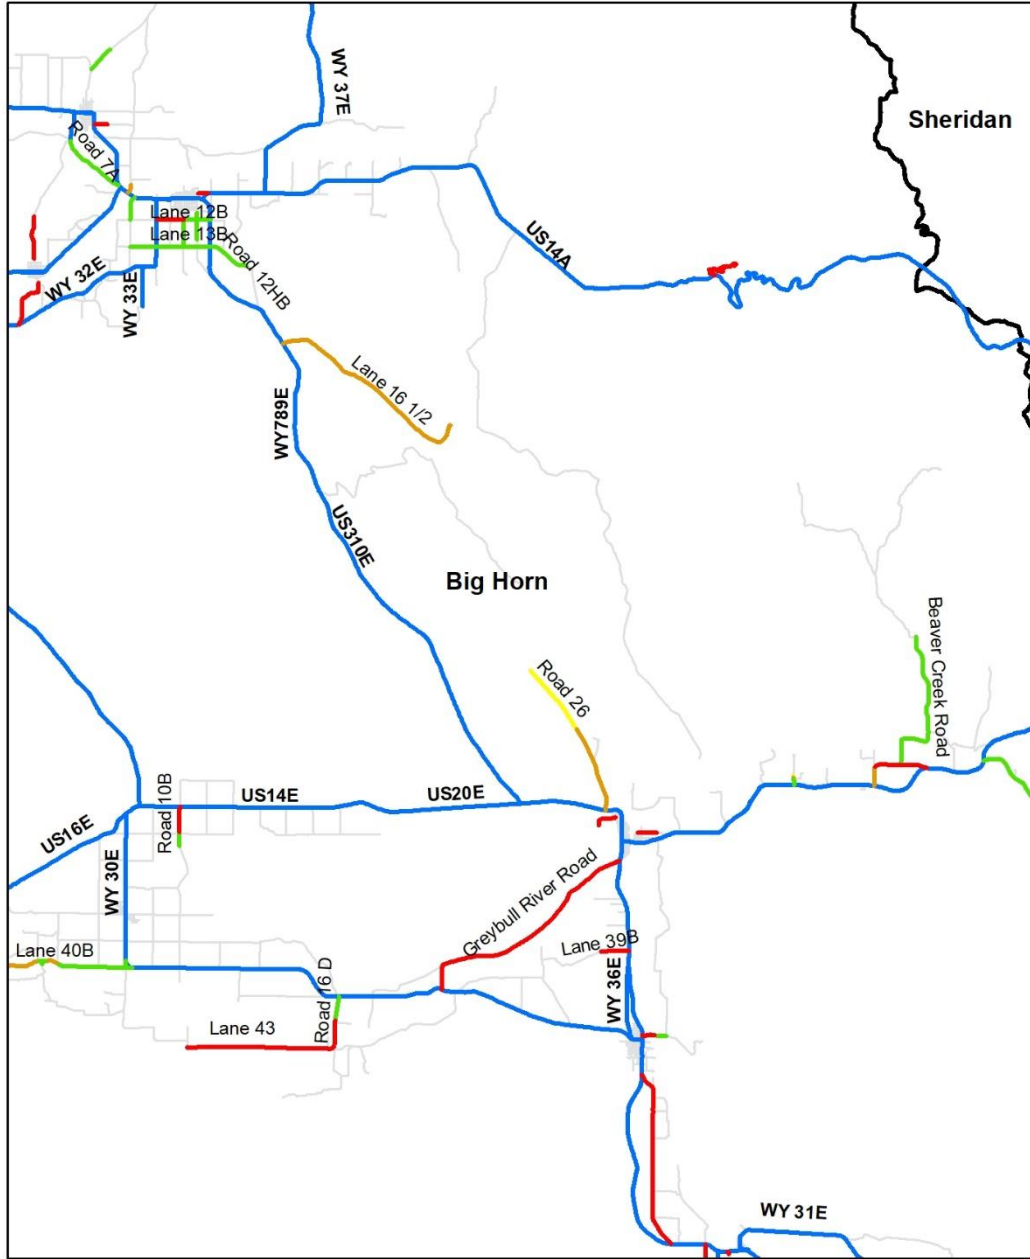 WY 37E
Sheridan
Road 7A
Lane 12B
Lane 13B
US14A
Road 12HB
WY 32E
WY 33E
Lane 16 1/2
WY789E
US310E
Big Horn
Beaver Creek Road
Road 26
Road 10B
US14E
US20E
US16E
WY 30E
Greybull River Road
Lane 39B
Lane 40B
WY 36E
Road 16 D
Lane 43
WY 31E